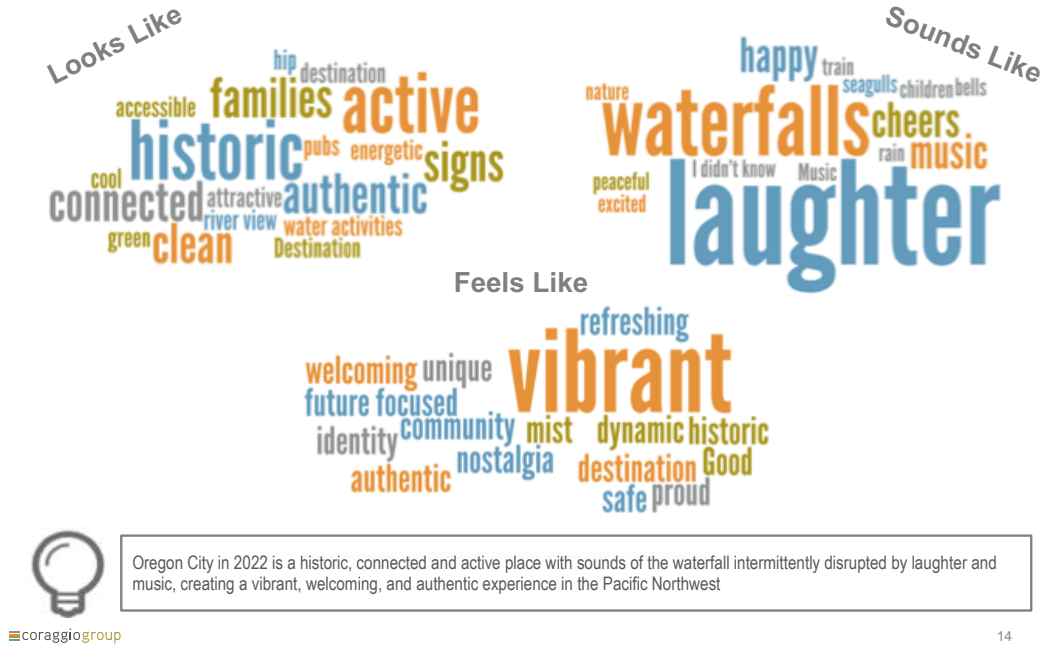 Looks Like
hip
destination
accessible
families
active
historic
pubs
energetic
signs
cool
connected
attractive
authentic
river view
water activities
green
clean
Destination
Sounds Like
happy
train
seagulls
children
bells
nature
waterfalls
cheers
rain
music
I didn't know
Music
peaceful
excited
laughter
Feels Like
refreshing
vibrant
welcoming
unique
future focused
community
mist
dynamic
historic
identity
nostalgia
destination
Good
authentic
safe
proud
Oregon City in 2022 is a historic, connected and active place with sounds of the waterfall intermittently disrupted by laughter and
music, creating a vibrant, welcoming, and authentic experience in the Pacific Northwest
coraggiogroup
14